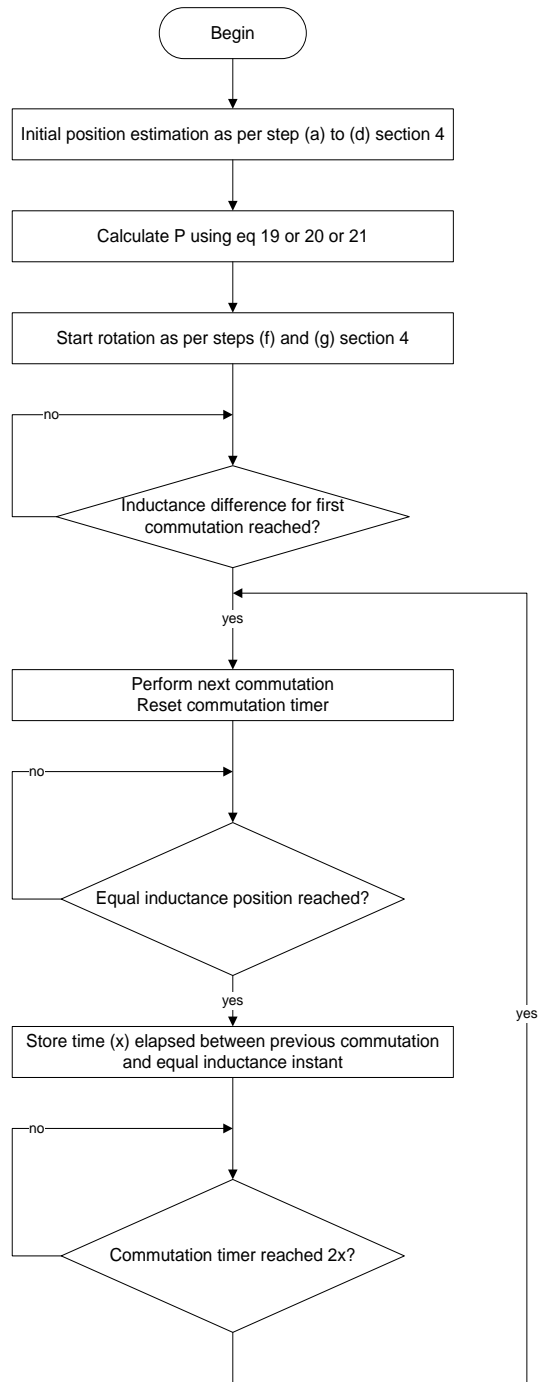 Begin
Initial position estimation as per step (a) to (d) section 4
Calculate P using eq 19 or 20 or 21
Start rotation as per steps (f) and (g) section 4
no
Inductance difference for first
commutation reached?
yes
Perform next commutation
Reset commutation timer
no
Equal inductance position reached?
yes
yes
Store time (x) elapsed between previous commutation
and equal inductance instant
no
Commutation timer reached 2x?